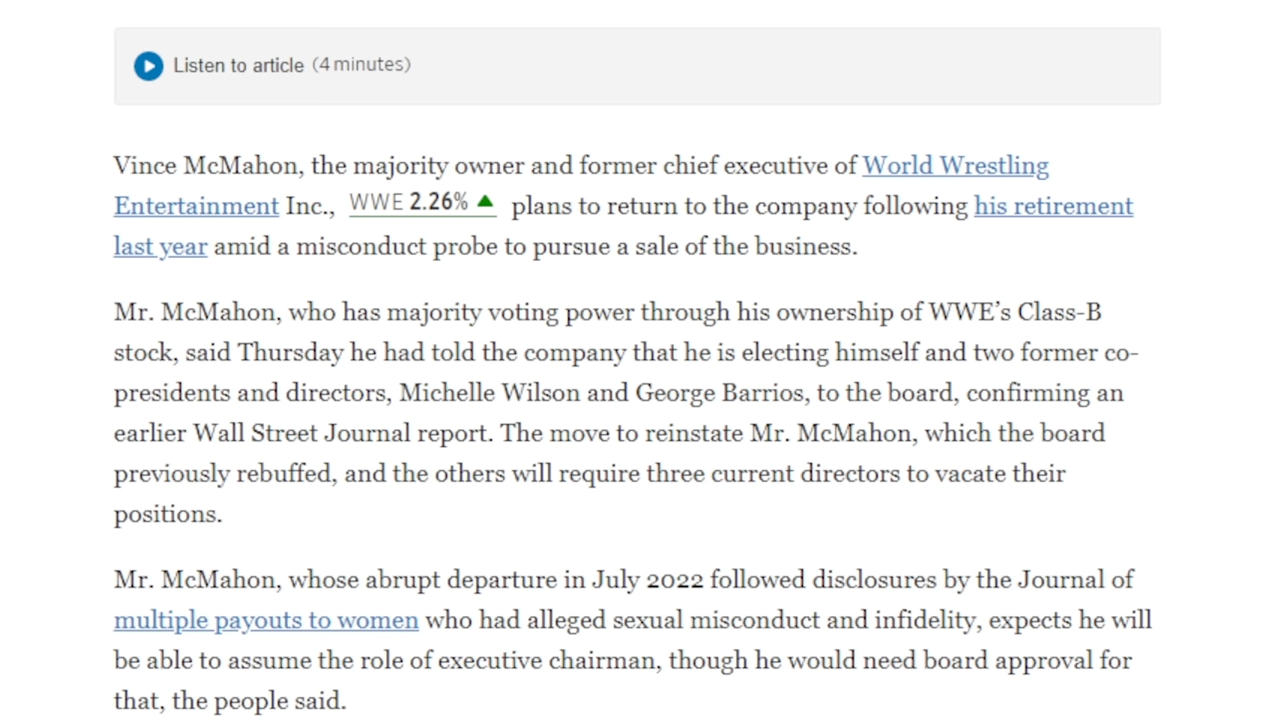 Listen to article (4 minutes)
Vince McMahon, the majority owner and former chief executive of World Wrestling
Entertainment Inc., WWE 2.26% ▲ plans to return to the company following his retirement
last year amid a misconduct probe to pursue a sale of the business.
Mr. McMahon, who has majority voting power through his ownership of WWE’s Class-B
stock, said Thursday he had told the company that he is electing himself and two former co-
presidents and directors, Michelle Wilson and George Barrios, to the board, confirming an
earlier Wall Street Journal report. The move to reinstate Mr. McMahon, which the board
previously rebuffed, and the others will require three current directors to vacate their
positions.
Mr. McMahon, whose abrupt departure in July 2022 followed disclosures by the Journal of
multiple payouts to women who had alleged sexual misconduct and infidelity, expects he will
be able to assume the role of executive chairman, though he would need board approval for
that, the people said.